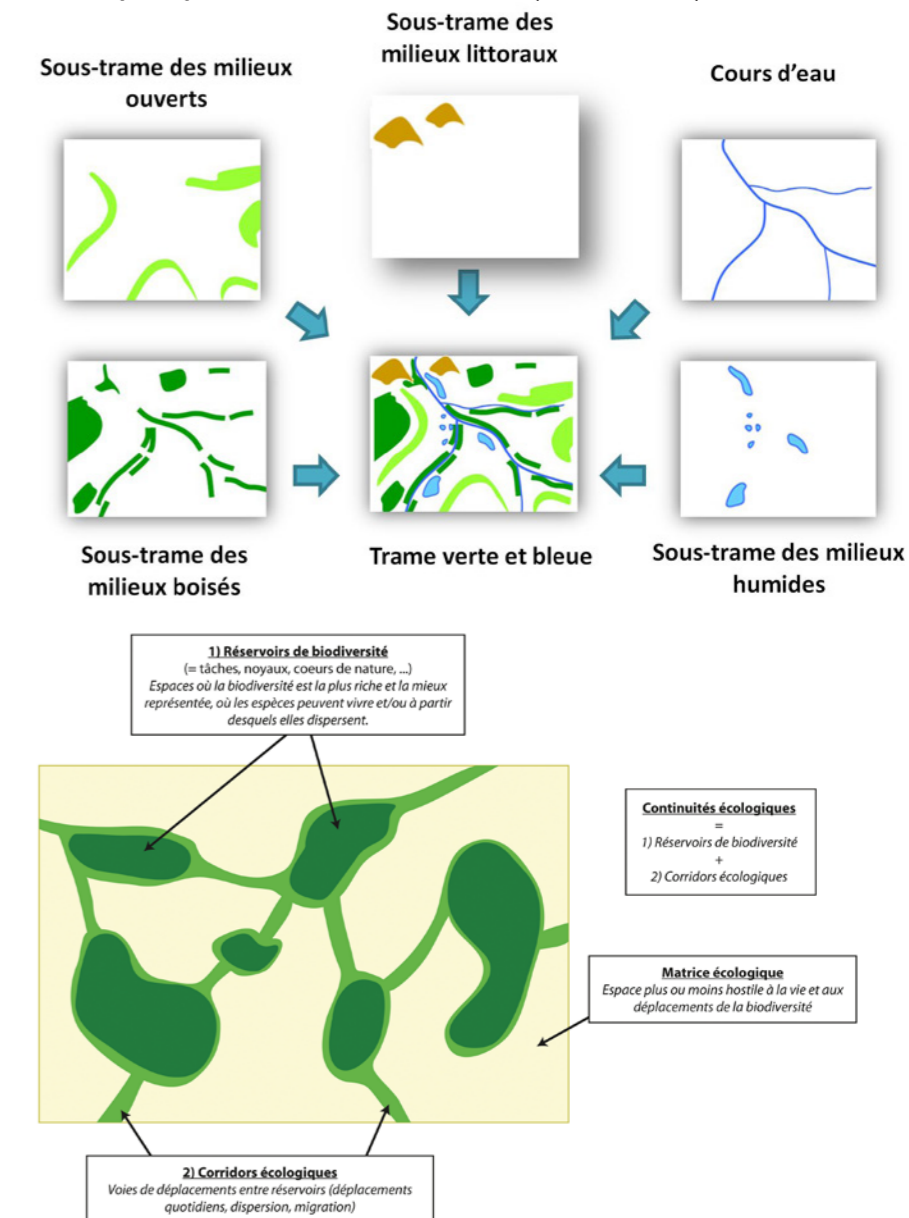 Sous-trame des
milieux littoraux
Sous-trame des milieux
ouverts
Cours d'eau
Sous-trame des
milieux boisés
Trame verte et bleue
Sous-trame des milieux
humides
1) Réservoirs de biodiversité
(= tâches, noyaux, coeurs de nature, ...)
Espaces où la biodiversité est la plus riche et la mieux
représentée, où les espèces peuvent vivre et/ou à partir
desquels elles dispersent.
Continuités écologiques
=
1) Réservoirs de biodiversité
+
2) Corridors écologiques
Matrice écologique
Espace plus ou moins hostile à la vie et aux
déplacements de la biodiversité
2) Corridors écologiques
Voies de déplacements entre réservoirs (déplacements
quotidiens, dispersion, migration)